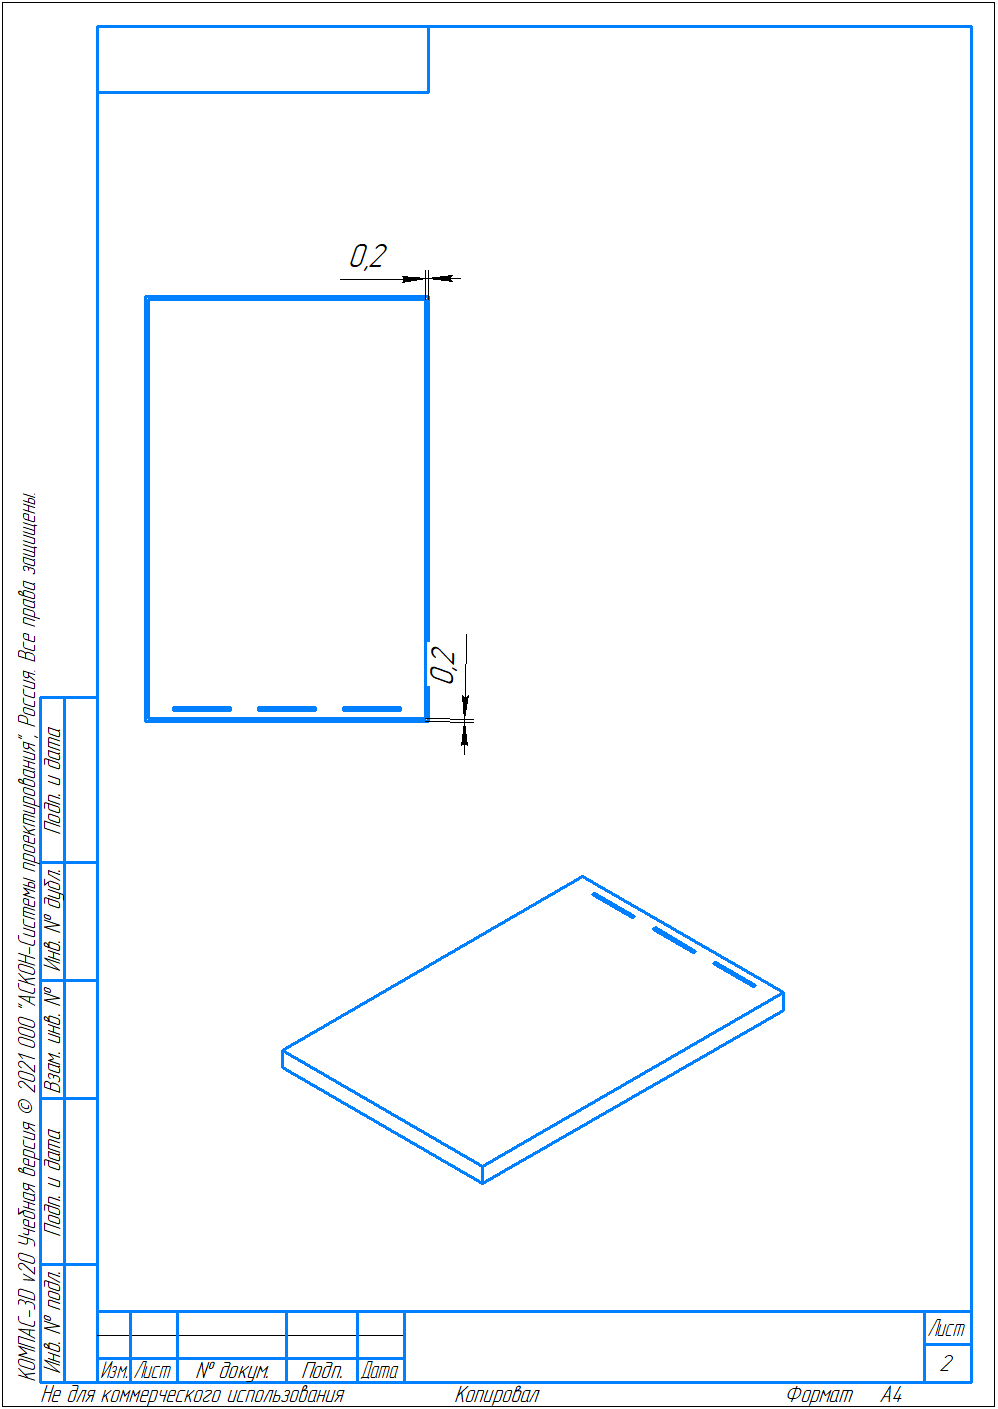 0,2
0,2
КОМПАС-3D v20 Учебная версия © 2021 ООО "АСКОН-Системы проектирования", Россия. Все права защищены.
Подп. и дата
Инв. № дубл.
Взам. инв. №
Подп. и дата
Инв. № подл.
Лист
2
Изм. Лист № докум. Подп. Дата
Не для коммерческого использования Копировал Формат А4